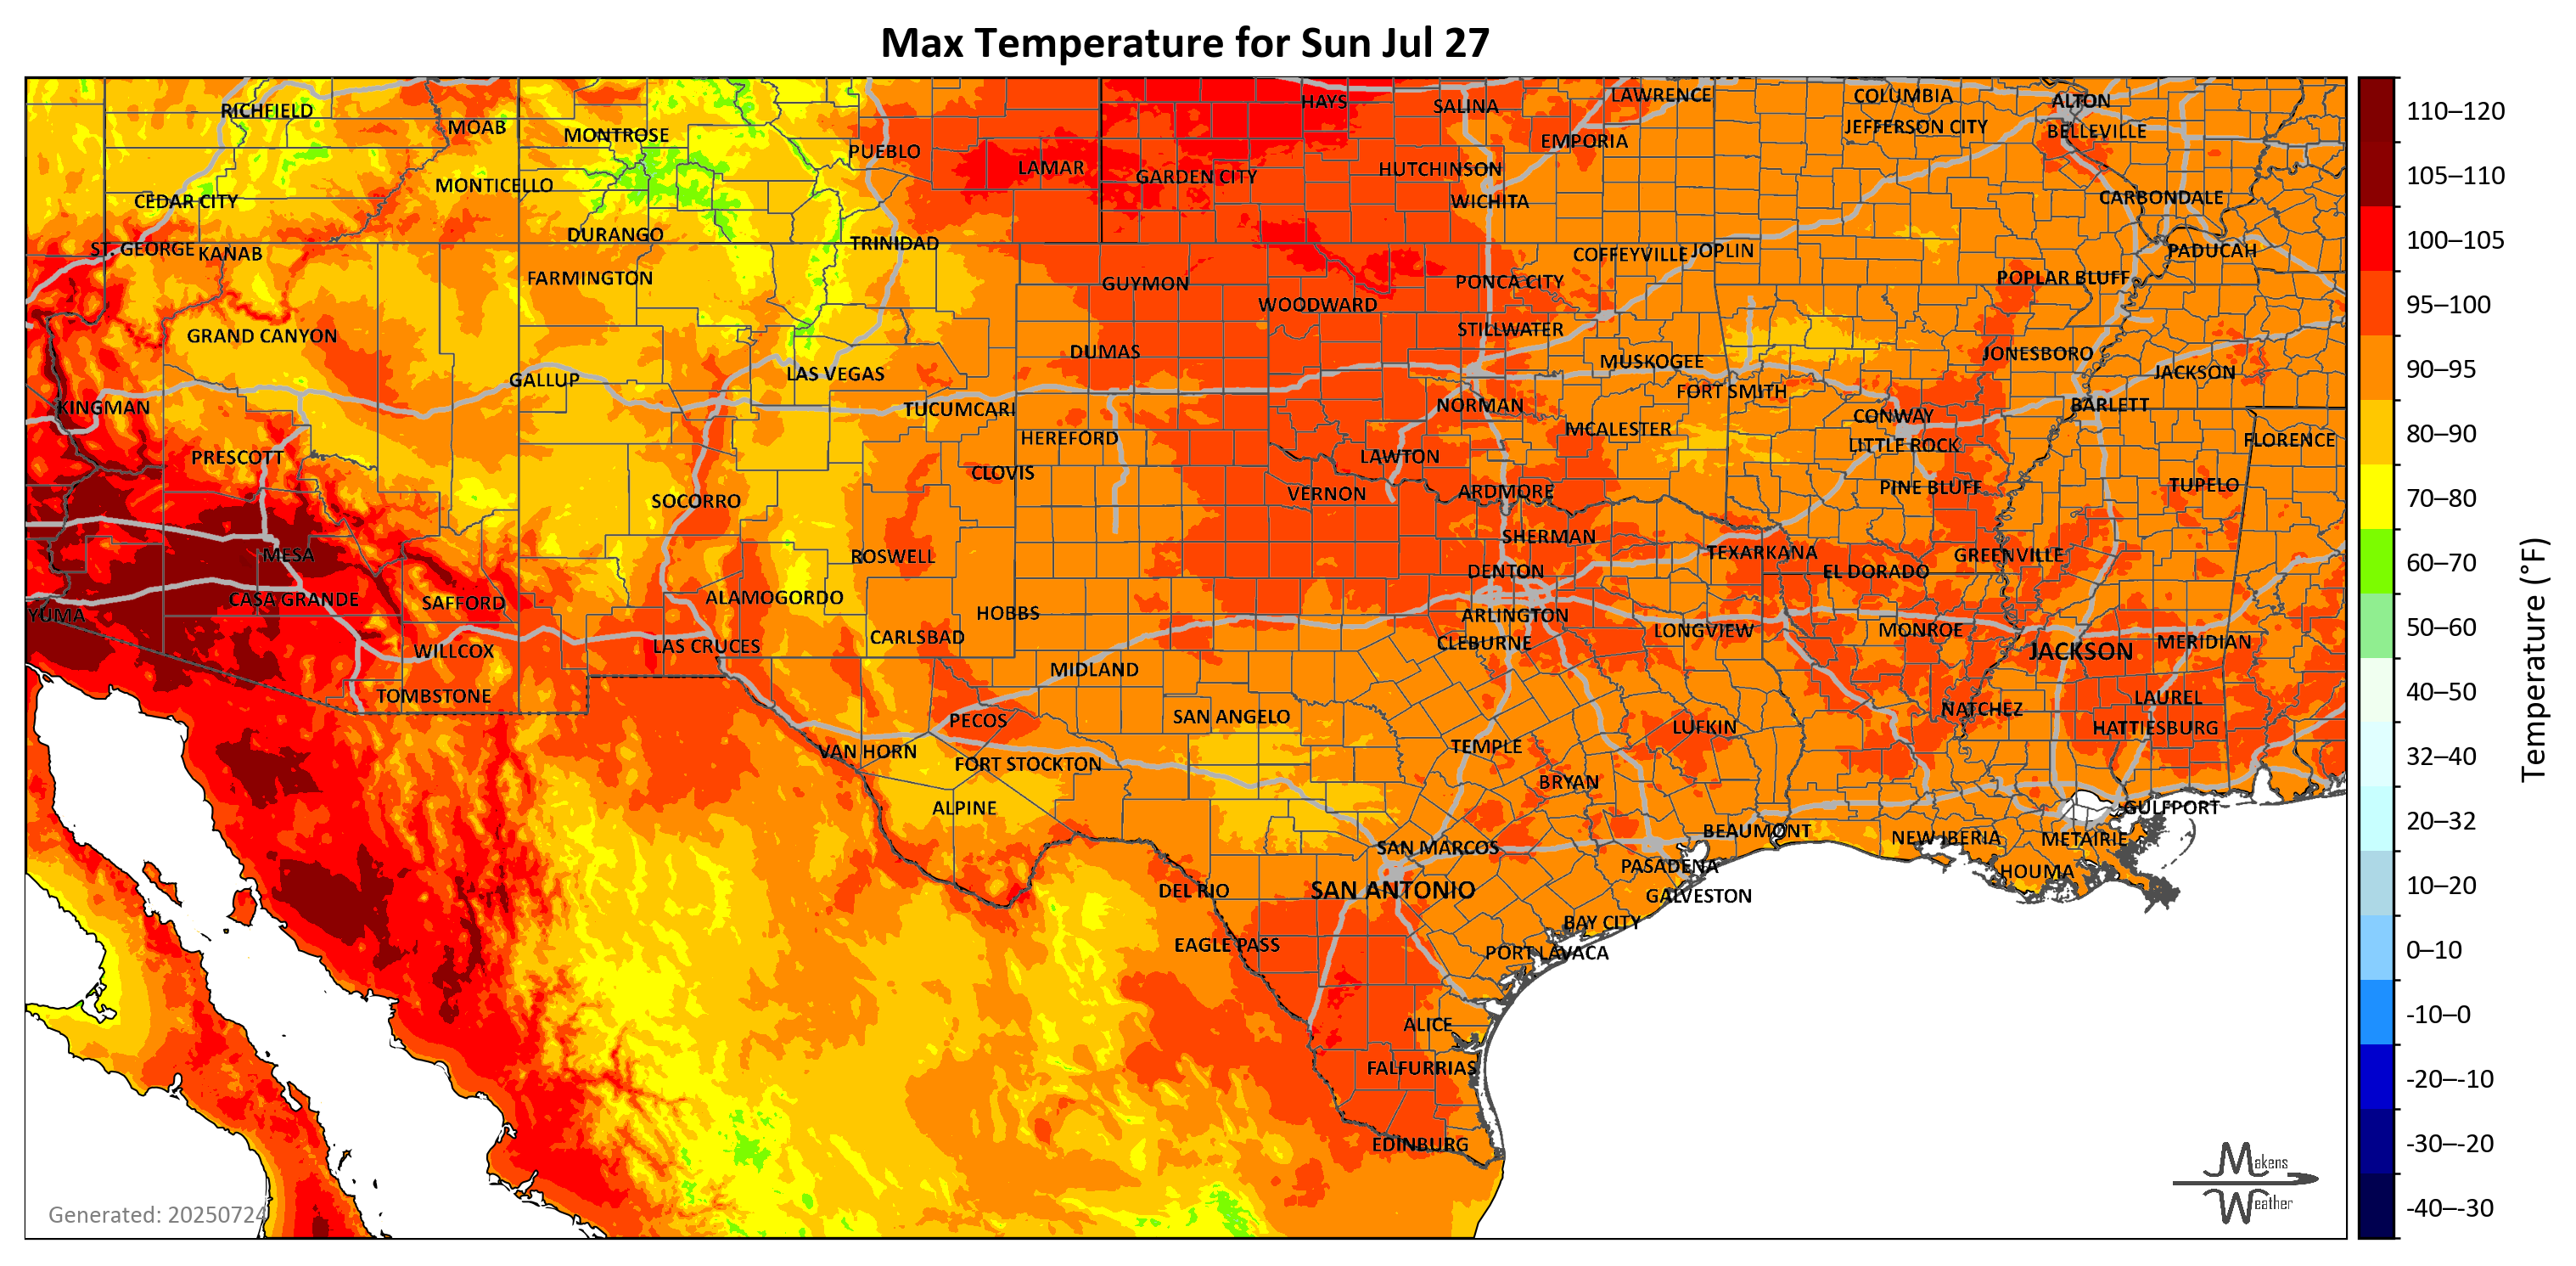 Max Temperature for Sun Jul 27
RICHFIELD
MOAB
MONTROSE
PUEBLO
LAMAR
HAYS
SALINA
LAWRENCE
EMPORIA
COLUMBIA
JEFFERSON CITY
ALTON
BELLEVILLE
CEDAR CITY
MONTICELLO
GARDEN CITY
HUTCHINSON
WICHITA
CARBONDALE
ST. GEORGE
KANAB
DURANGO
TRINIDAD
FARMINGTON
GUYMON
WOODWARD
PONCA CITY
COFFEYVILLE
JOPLIN
POPLAR BLUFF
PADUCAH
GRAND CANYON
STILLWATER
DUMAS
MUSKOGEE
JONESBORO
JACKSON
GALLUP
LAS VEGAS
FORT SMITH
KINGMAN
TUCUMCARI
NORMAN
CONWAY
BARLETT
HEREFORD
MCALESTER
LITTLE ROCK
FLORENCE
PRESCOTT
CLOVIS
LAWTON
SOCORRO
VERNON
ARDMORE
PINE BLUFF
TUPELO
MESA
ROSWELL
SHERMAN
TEXARKANA
GREENVILLE
DENTON
EL DORADO
CASA GRANDE
SAFFORD
ALAMOGORDO
HOBBS
ARLINGTON
YUMA
CARLSBAD
CLEBURNE
LONGVIEW
MONROE
WILLCOX
LAS CRUCES
MIDLAND
JACKSON
MERIDIAN
TOMBSTONE
PECOS
SAN ANGELO
LUFKIN
NATCHEZ
LAUREL
HATTIESBURG
VAN HORN
FORT STOCKTON
TEMPLE
BRYAN
ALPINE
GULFPORT
SAN MARCOS
BEAUMONT
NEW IBERIA
METAIRIE
DEL RIO
SAN ANTONIO
PASADENA
GALVESTON
HOUMA
EAGLE PASS
BAY CITY
PORT LAVACA
ALICE
FALFURRIAS
EDINBURG
Generated: 20250724
Makens
Weather
110–120
105–110
100–105
95–100
90–95
80–90
70–80
60–70
50–60
40–50
32–40
20–32
10–20
0–10
-10–0
-20–-10
-30–-20
-40–-30
Temperature (°F)